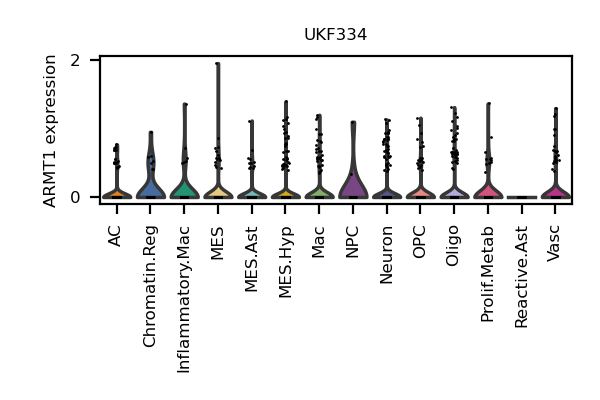 UKF334
ARMT1 expression
2
0
AC
Chromatin.Reg
Inflammatory.Mac
MES
MES.Ast
MES.Hyp
Mac
NPC
Neuron
OPC
Oligo
Prolif.Metab
Reactive.Ast
Vasc